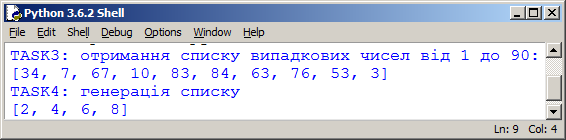 Python 3.6.2 Shell
File Edit Shell Debug Options Window Help
TASK3: отримання списку випадкових чисел від 1 до 90:
[34, 7, 67, 10, 83, 84, 63, 76, 53, 3]
TASK4: генерація списку
[2, 4, 6, 8]
Ln: 9 Col: 4